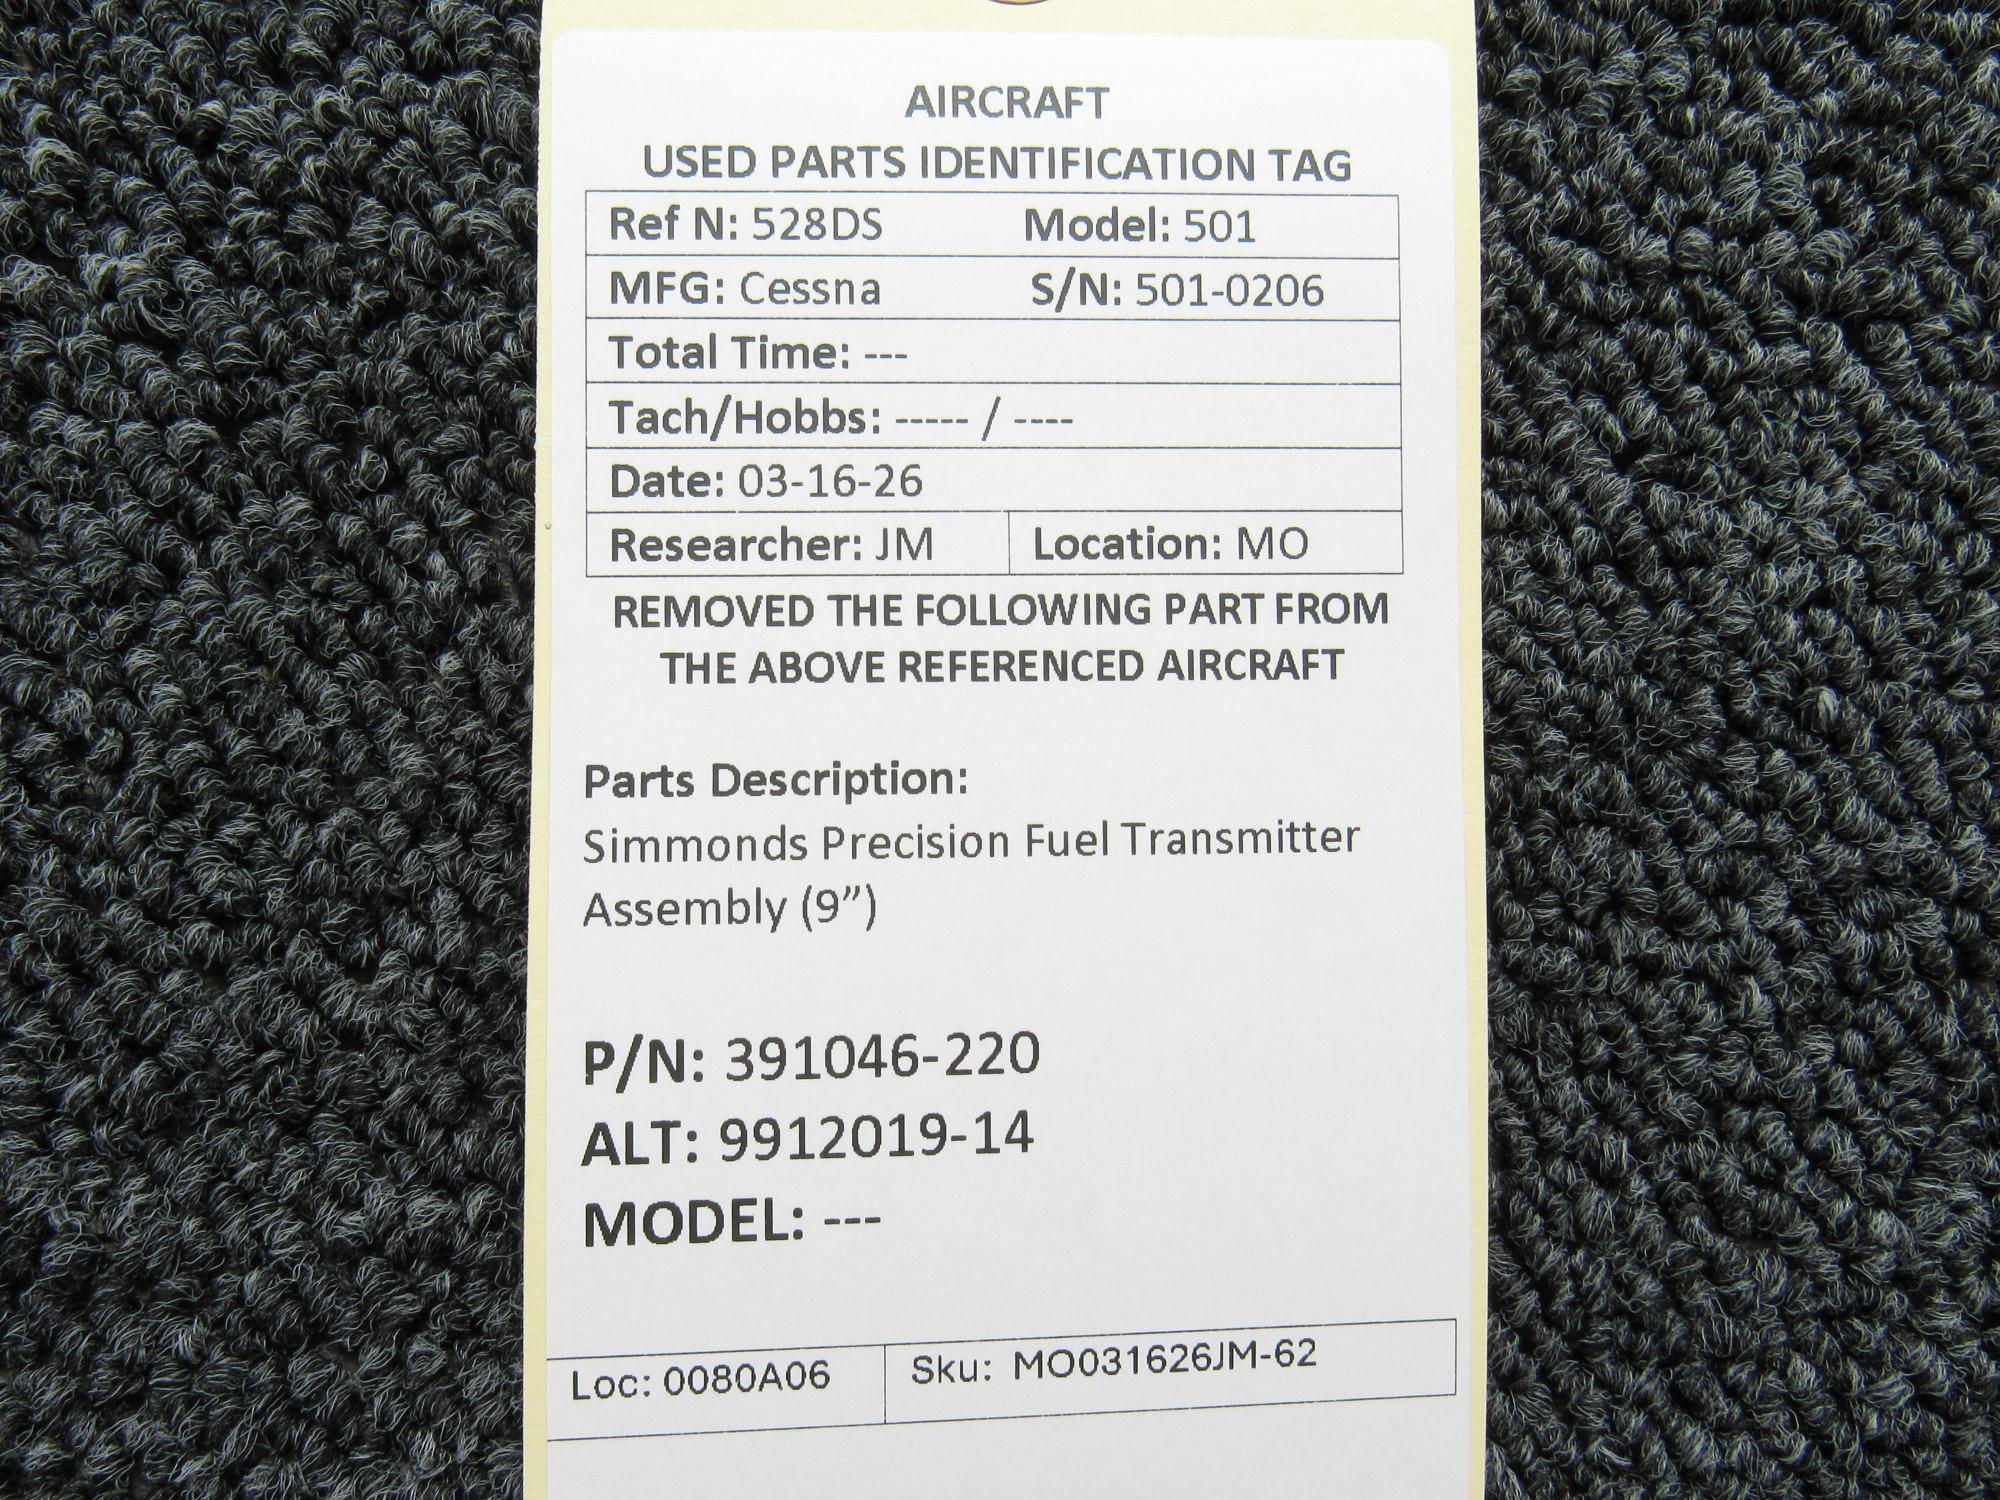 AIRCRAFT
USED PARTS IDENTIFICATION TAG
Ref N: 528DS Model: 501
MFG: Cessna S/N: 501-0206
Total Time: ---
Tach/Hobbs: ----- / ----
Date: 03-16-26
Researcher: JM Location: MO
REMOVED THE FOLLOWING PART FROM
THE ABOVE REFERENCED AIRCRAFT
Parts Description:
Simmonds Precision Fuel Transmitter
Assembly (9”)
P/N: 391046-220
ALT: 9912019-14
MODEL: ---
Loc: 0080A06 Sku: MO031626JM-62